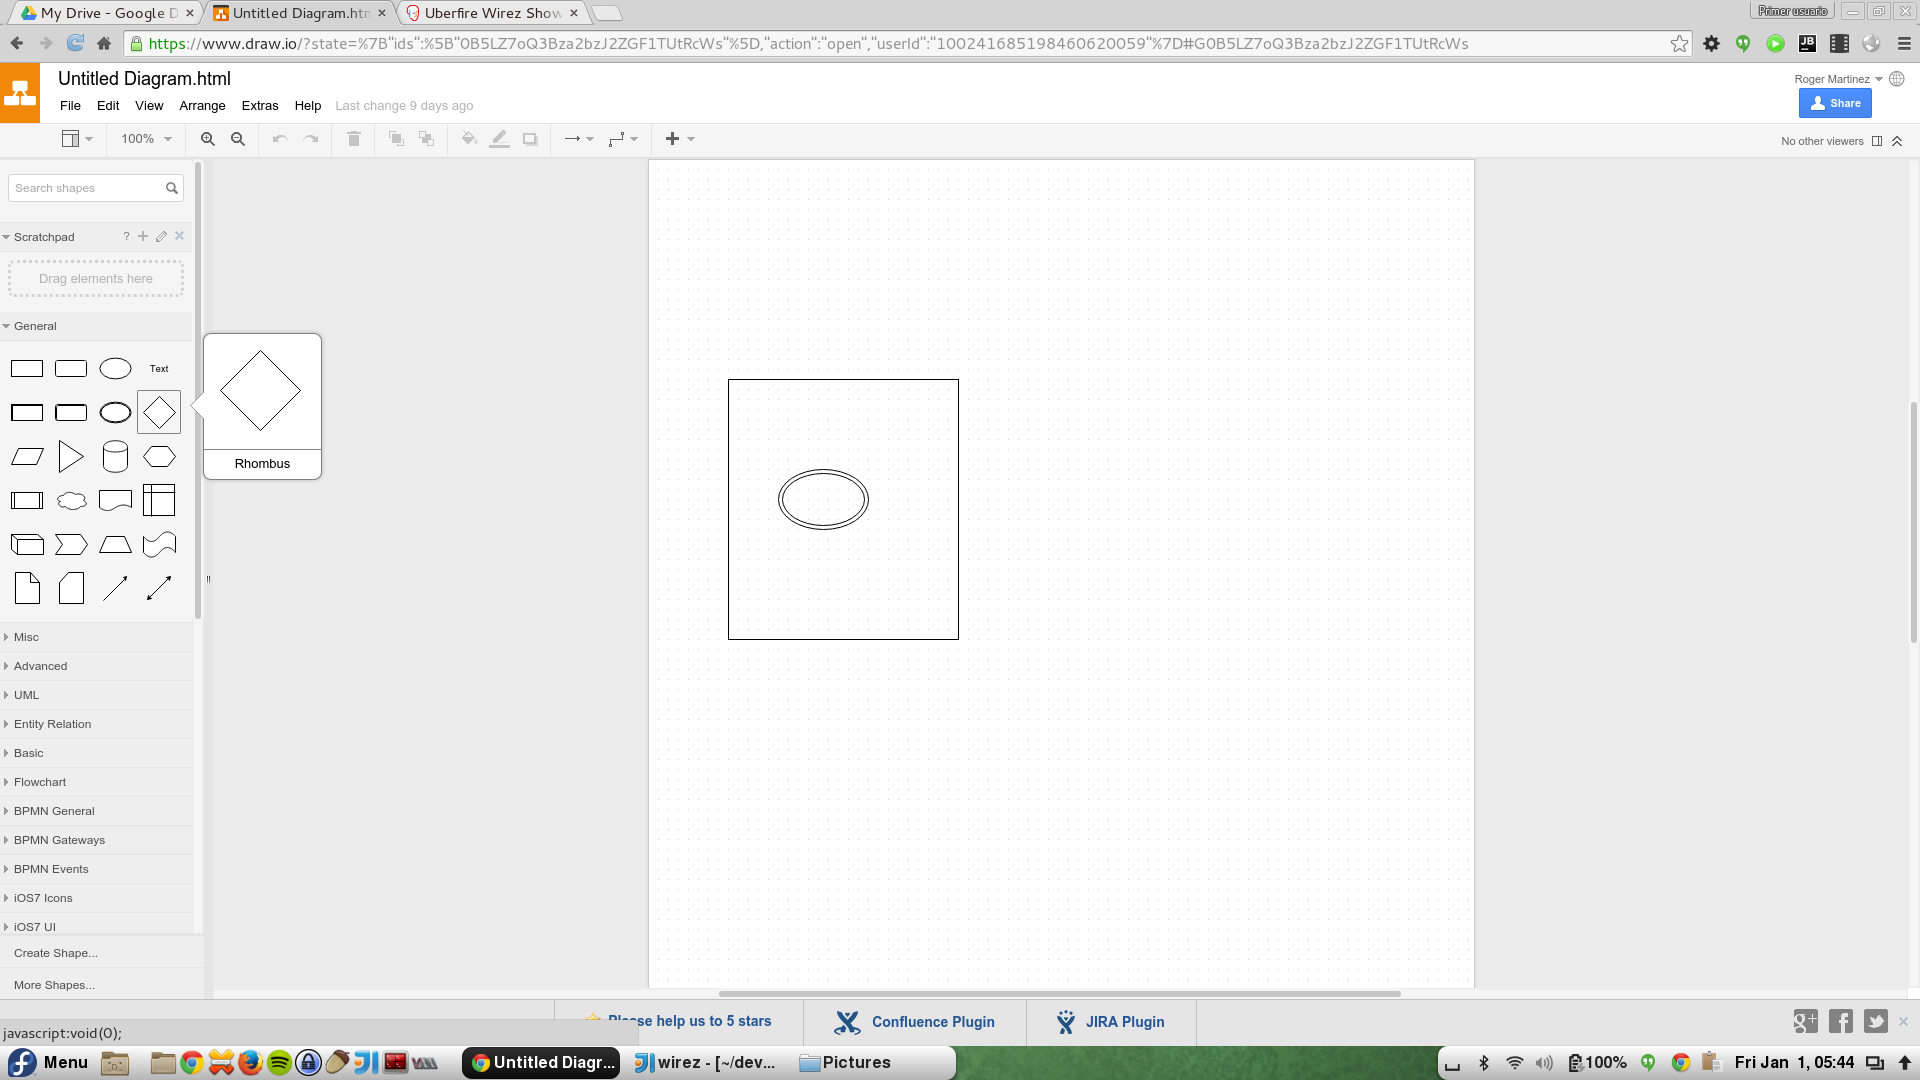 My Drive - Google D
Untitled Diagram.htm
Uberfire Wirez Show
Primer usuario
https://www.draw.io/?state=%7B"ids":%5B"0B5LZ7oQ3Bza2bzJ2ZGF1TUtRcWs"%5D,"action":"open","userId":"100241685198460620059"%7D#G0B5LZ7oQ3Bza2bzJ2ZGF1TUtRcWs
JB
Untitled Diagram.html
Roger Martinez
File Edit View Arrange Extras Help Last change 9 days ago
Share
100%
No other viewers
Search shapes
Scratchpad ?
Drag elements here
General
Text
Rhombus
Misc
Advanced
UML
Entity Relation
Basic
Flowchart
BPMN General
BPMN Gateways
BPMN Events
iOS7 Icons
iOS7 UI
Create Shape...
More Shapes...
Please help us to 5 stars
Confluence Plugin
JIRA Plugin
javascript:void(0);
Menu
Untitled Diagr...
wirez - [~/dev...
Pictures
100%
Fri Jan 1, 05:44